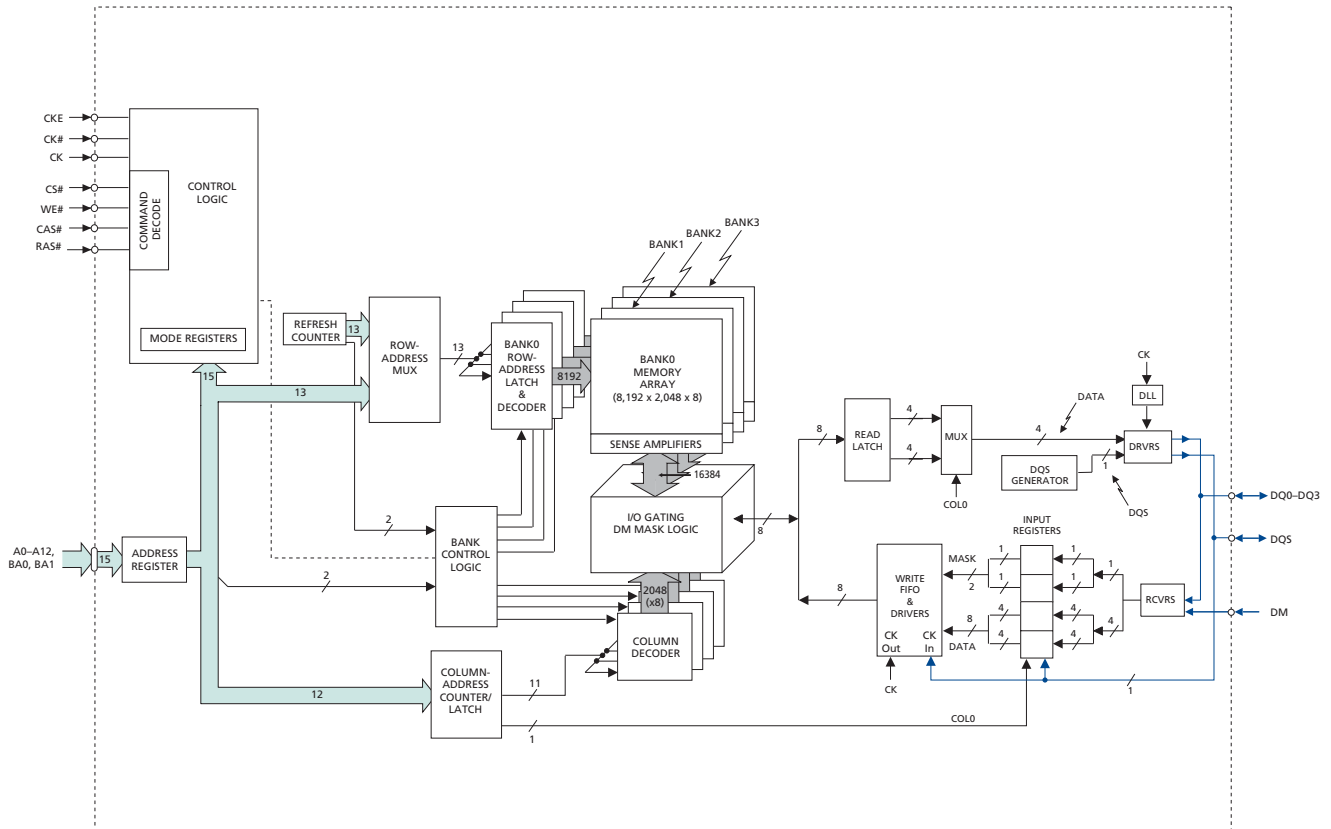 CKE
CK#
CK
CS#
WE#
CAS#
RAS#
COMMAND
DECODE
CONTROL
LOGIC
MODE REGISTERS
15
REFRESH
COUNTER
13
13
ROW-
ADDRESS
MUX
13
BANK0
ROW-
ADDRESS
LATCH
&
DECODER
8192
BANK1
BANK2
BANK3
BANK0
MEMORY
ARRAY
(8,192 x 2,048 x 8)
SENSE AMPLIFIERS
16384
I/O GATING
DM MASK LOGIC
8
2048
(x8)
COLUMN
DECODER
2
2
BANK
CONTROL
LOGIC
A0–A12,
BA0, BA1
15
ADDRESS
REGISTER
12
COLUMN-
ADDRESS
COUNTER/
LATCH
11
1
COL0
8
READ
LATCH
4
4
MUX
COL0
4
DATA
CK
DLL
DRVRS
DQS
GENERATOR
1
DQS
DQ0–DQ3
DQS
DM
INPUT
REGISTERS
8
WRITE
FIFO
&
DRIVERS
CK
Out
CK
In
CK
MASK
2
8
DATA
1
1
4
4
1
1
4
4
1
4
RCVRS
1